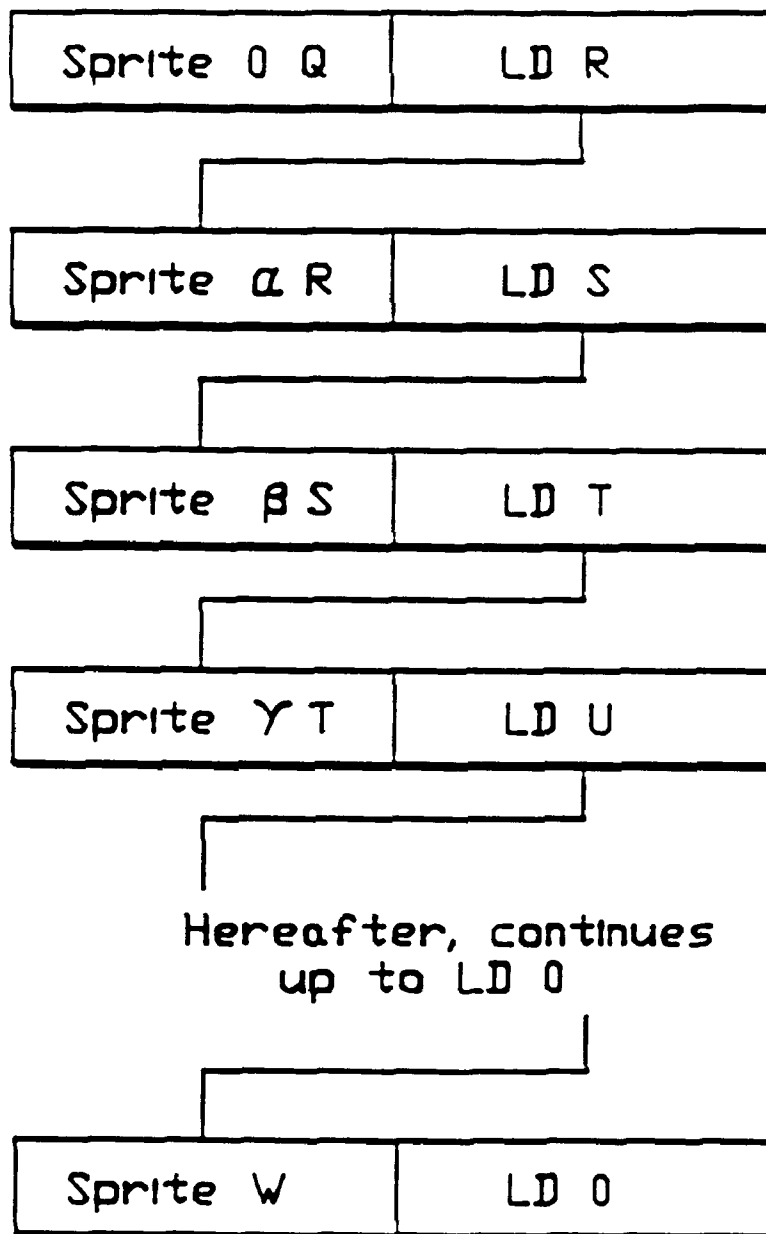 Sprite 0 Q LD R
Sprite α R LD S
Sprite β S LD T
Sprite γ T LD U
Hereafter, continues
up to LD 0
Sprite W LD 0